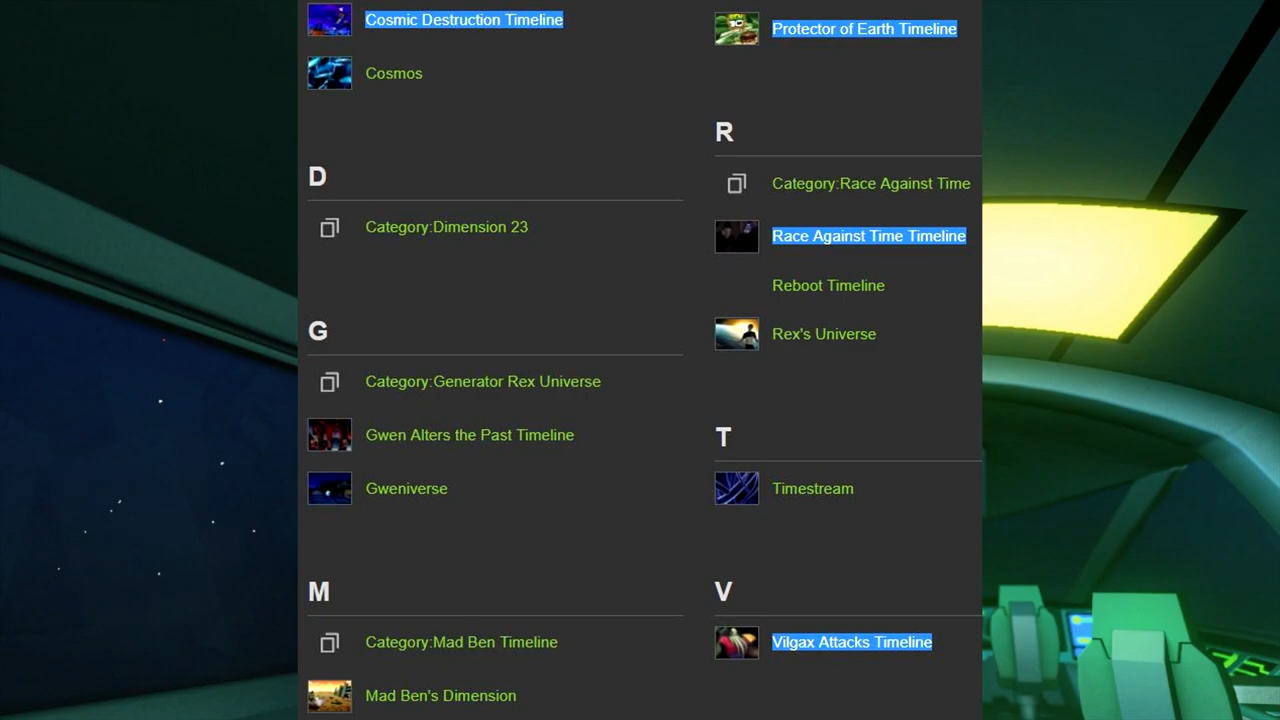 Cosmic Destruction Timeline
Cosmos
D
Category:Dimension 23
G
Category:Generator Rex Universe
Gwen Alters the Past Timeline
Gweniverse
M
Category:Mad Ben Timeline
Mad Ben's Dimension
Protector of Earth Timeline
R
Category:Race Against Time
Race Against Time Timeline
Reboot Timeline
Rex's Universe
T
Timestream
V
Vilgax Attacks Timeline